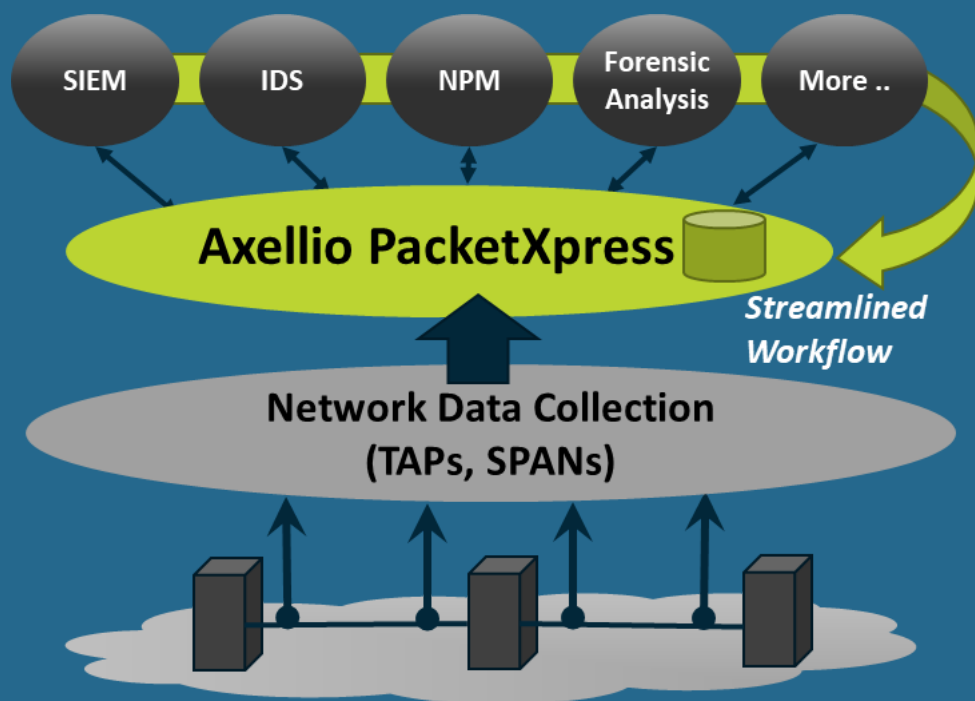 SIEM
IDS
NPM
Forensic
Analysis
More ..
Axellio PacketXpress
Streamlined
Workflow
Network Data Collection
(TAPs, SPANs)